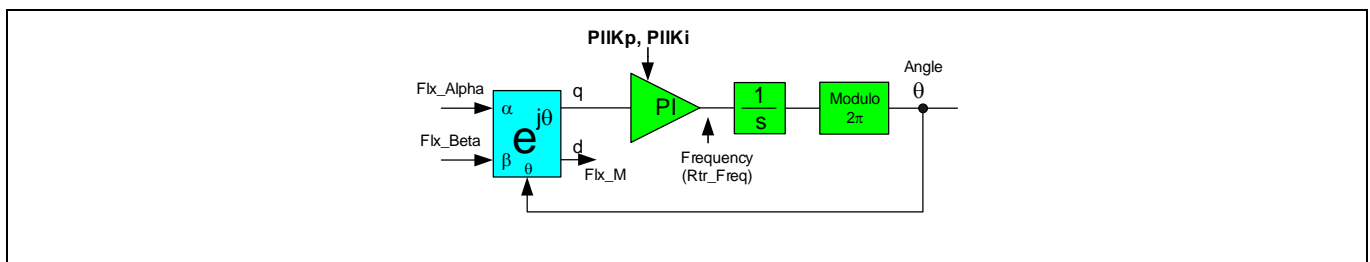 PllKp, PllKi
Angle
θ
Flx_Alpha
α
q
PI
1
s
Modulo
2π
e
jθ
Flx_Beta
β
θ
d
Flx_M
Frequency
(Rtr_Freq)